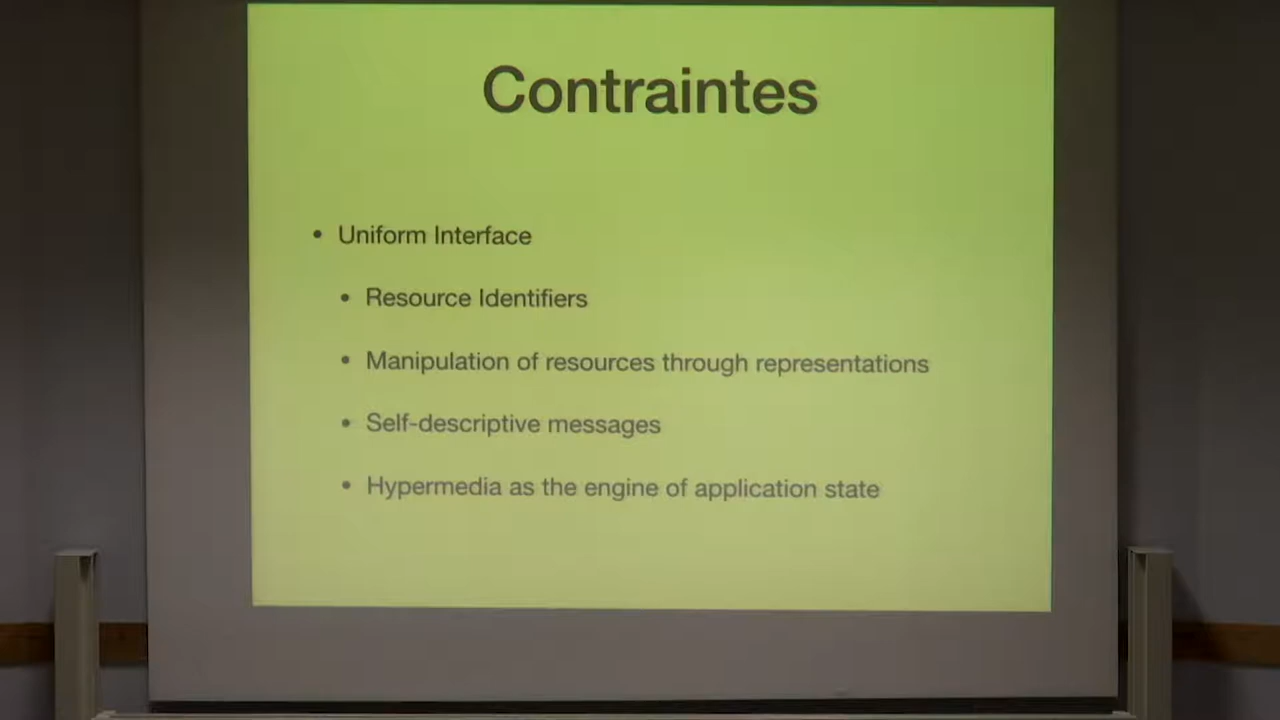 Contraintes
• Uniform Interface
• Resource Identifiers
• Manipulation of resources through representations
• Self-descriptive messages
• Hypermedia as the engine of application state